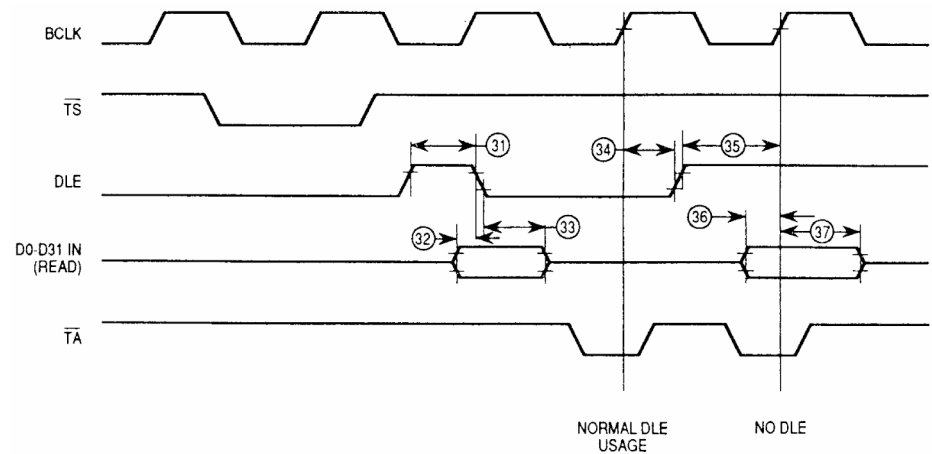 BCLK
TS
31
34
35
DLE
36
32
33
37
D0-D31 IN
(READ)
TA
NORMAL DLE
USAGE
NO DLE